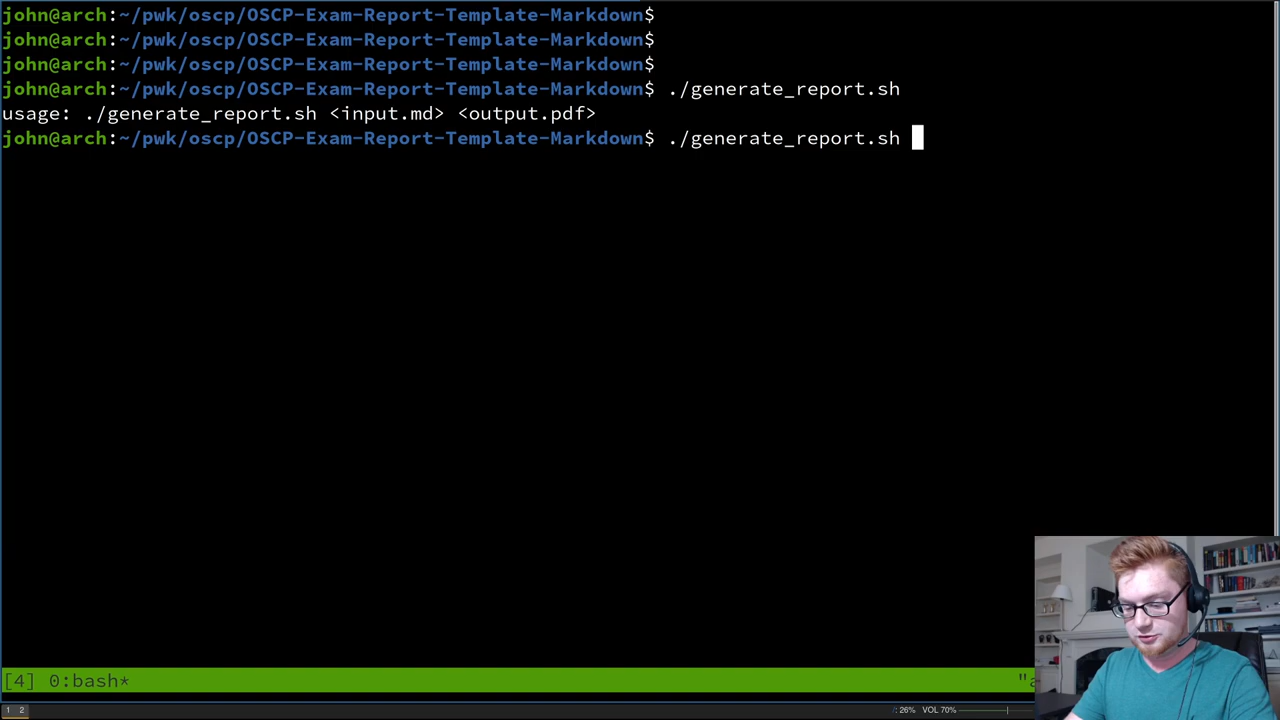 john@arch:~/pwk/oscp/OSCP-Exam-Report-Template-Markdown$
john@arch:~/pwk/oscp/OSCP-Exam-Report-Template-Markdown$
john@arch:~/pwk/oscp/OSCP-Exam-Report-Template-Markdown$
john@arch:~/pwk/oscp/OSCP-Exam-Report-Template-Markdown$ ./generate_report.sh
usage: ./generate_report.sh <input.md> <output.pdf>
john@arch:~/pwk/oscp/OSCP-Exam-Report-Template-Markdown$ ./generate_report.sh
[4] 0:bash* "a
1 2 : 26% VOL 70%